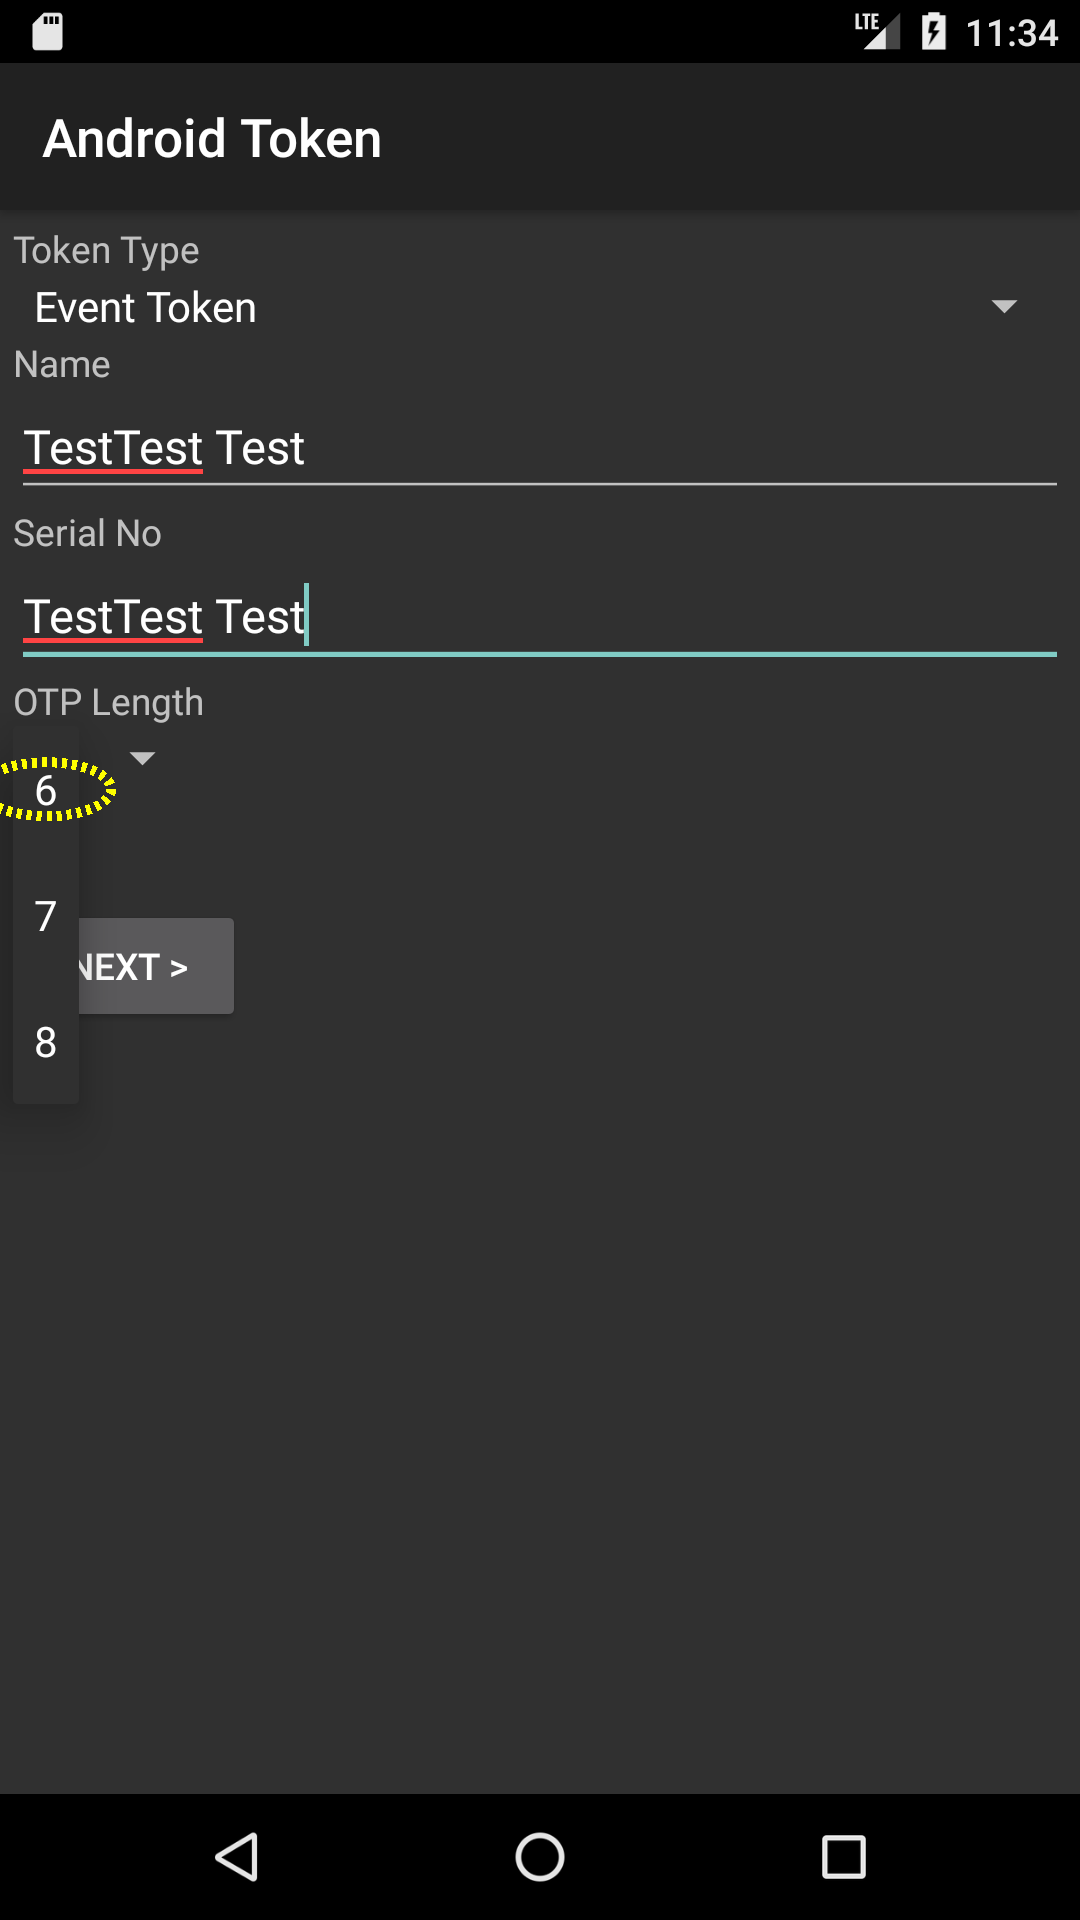 LTE 11:34
Android Token
Token Type
Event Token
Name
TestTest Test
Serial No
TestTest Test
OTP Length
6
7
NEXT >
8